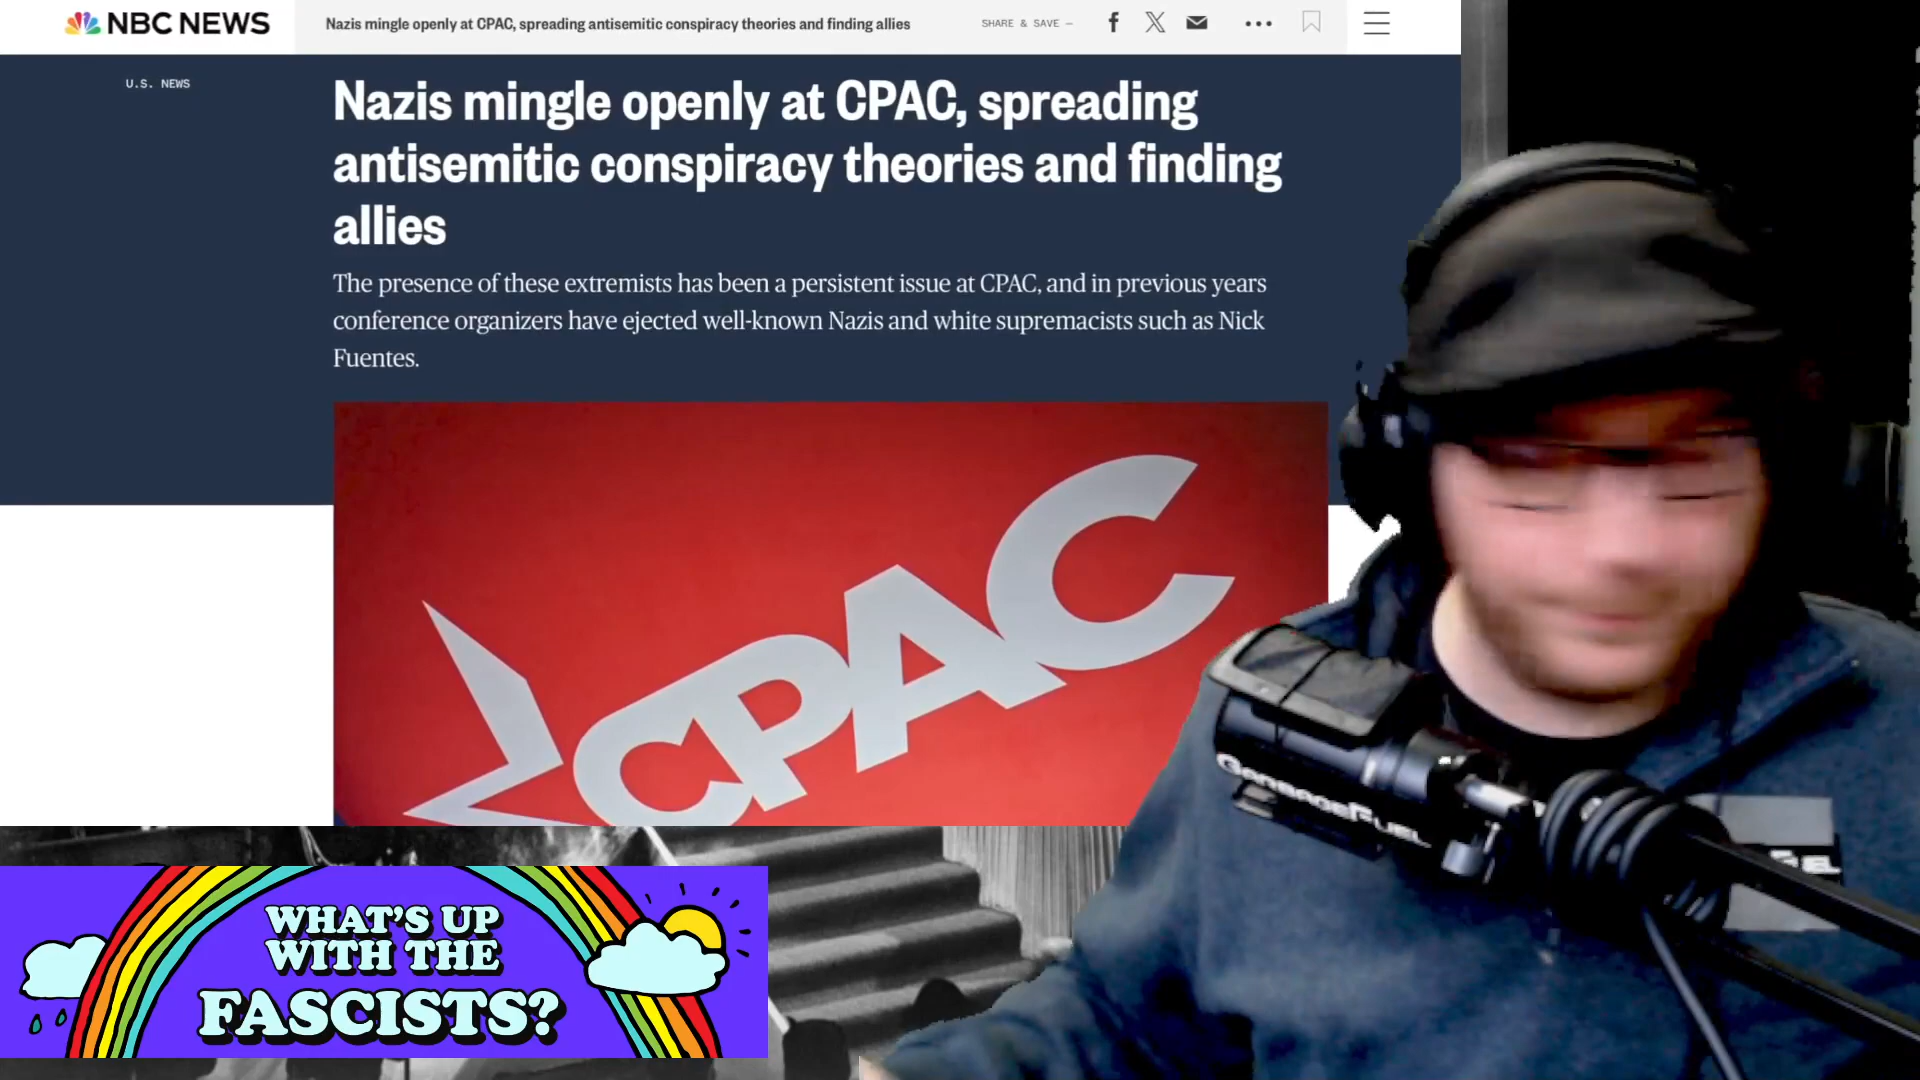 NBC NEWS
Nazis mingle openly at CPAC, spreading antisemitic conspiracy theories and finding allies
SHARE & SAVE —
U.S. NEWS
Nazis mingle openly at CPAC, spreading
antisemitic conspiracy theories and finding
allies
The presence of these extremists has been a persistent issue at CPAC, and in previous years
conference organizers have ejected well-known Nazis and white supremacists such as Nick
Fuentes.
CPAC
GARBAGEFUEL
WHAT'S UP
WITH THE
FASCISTS?